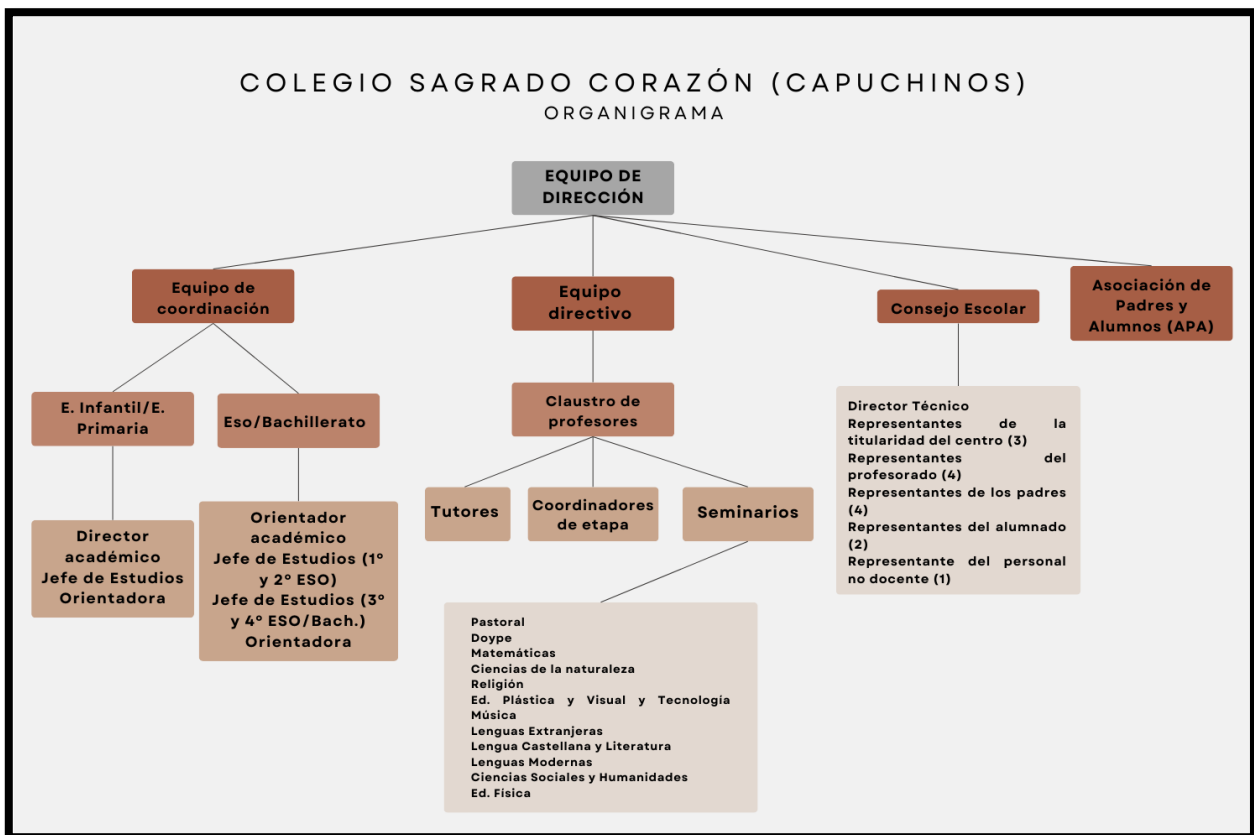 COLEGIO SAGRADO CORAZÓN (CAPUCHINOS)
ORGANIGRAMA
EQUIPO DE
DIRECCIÓN
Equipo de
coordinación
Equipo
directivo
Consejo Escolar
Asociación de
Padres y
Alumnos (APA)
E. Infantil/E.
Primaria
Eso/Bachillerato
Claustro de
profesores
Director Técnico
Representantes de la
titularidad del centro (3)
Representantes del
profesorado (4)
Representantes de los padres
(4)
Representantes del alumnado
(2)
Representante del personal
no docente (1)
Director
académico
Jefe de Estudios
Orientadora
Orientador
académico
Jefe de Estudios (1º
y 2º ESO)
Jefe de Estudios (3º
y 4º ESO/Bach.)
Orientadora
Tutores
Coordinadores
de etapa
Seminarios
Pastoral
Doype
Matemáticas
Ciencias de la naturaleza
Religión
Ed. Plástica y Visual y Tecnología
Música
Lenguas Extranjeras
Lengua Castellana y Literatura
Lenguas Modernas
Ciencias Sociales y Humanidades
Ed. Física